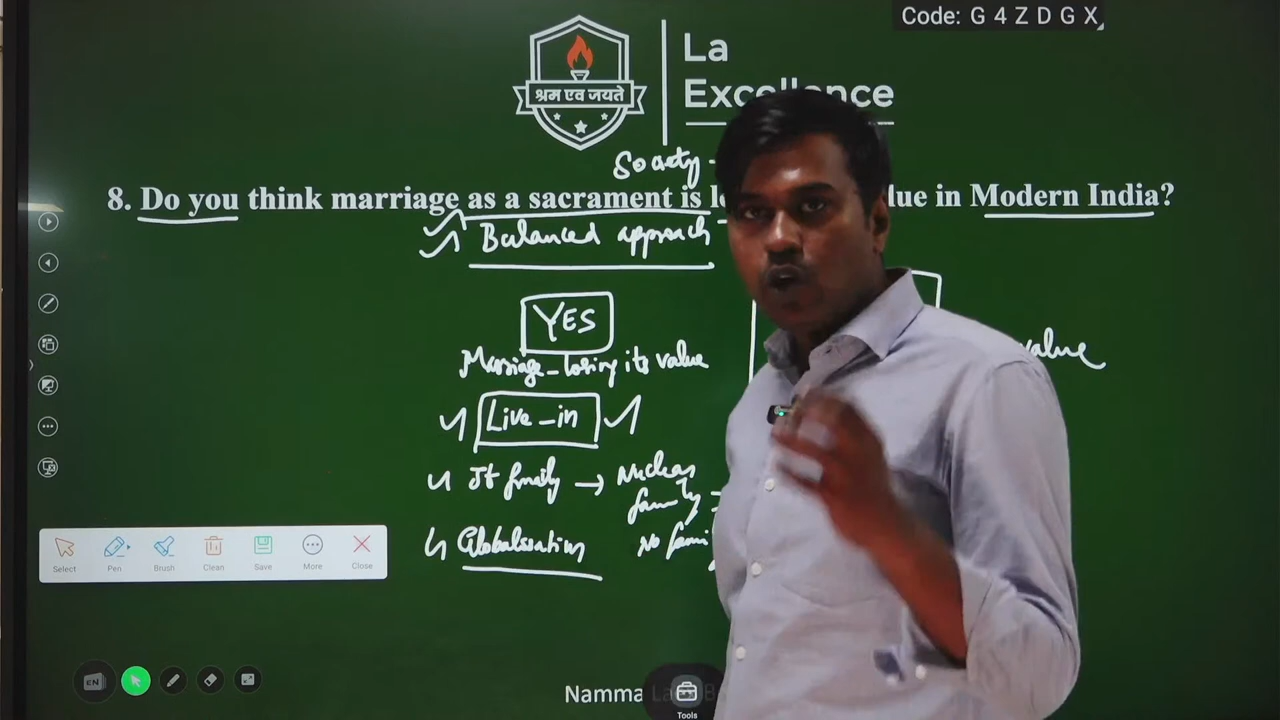 Code: G 4 Z D G X
La
श्रम एव जयते
Excellence
Society -
8. Do you think marriage as a sacrament is in Modern India?
Balanced approach
YES
Marriage - losing its value
value
Live-in
Jt family → Nuclear
family
Globalisation No
Select Pen Brush Clean Save More Close
EN
Namma
Tools